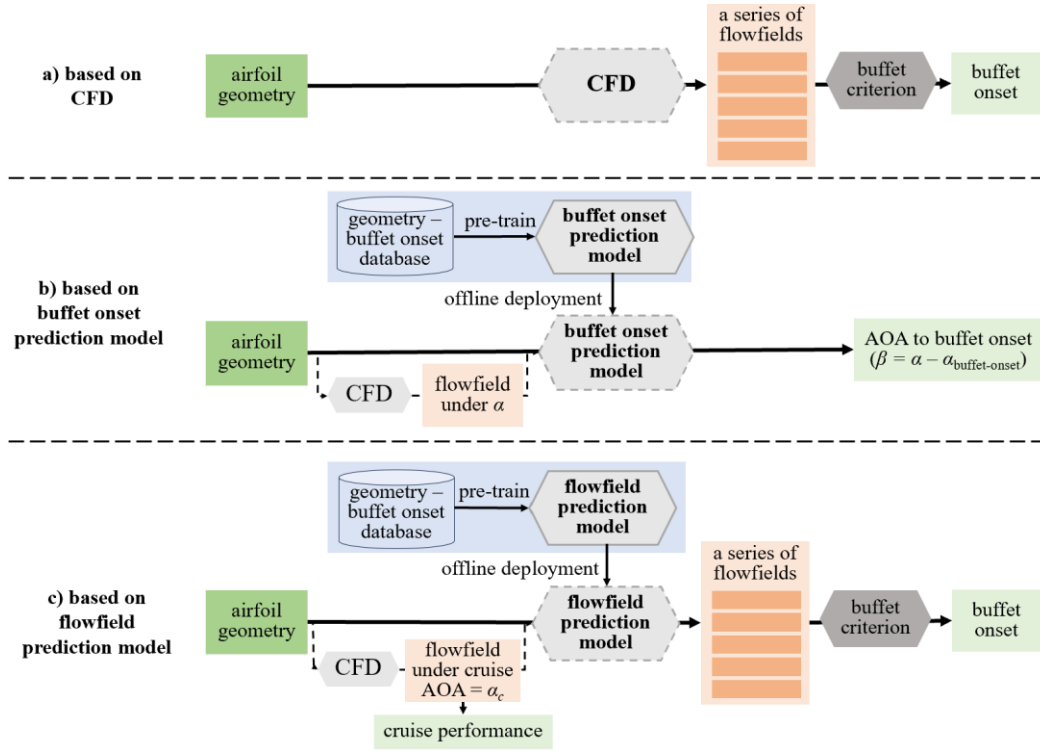 a) based on
CFD
airfoil
geometry
CFD
a series of
flowfields
buffet
criterion
buffet
onset
b) based on
buffet onset
prediction model
geometry –
buffet onset
database
pre-train
buffet onset
prediction
model
offline deployment
airfoil
geometry
CFD
flowfield
under α
buffet onset
prediction
model
AOA to buffet onset
(β = α – αbuffet-onset)
c) based on
flowfield
prediction model
geometry –
buffet onset
database
pre-train
flowfield
prediction
model
offline deployment
airfoil
geometry
CFD
flowfield
under cruise
AOA = αc
cruise performance
flowfield
prediction
model
a series of
flowfields
buffet
criterion
buffet
onset